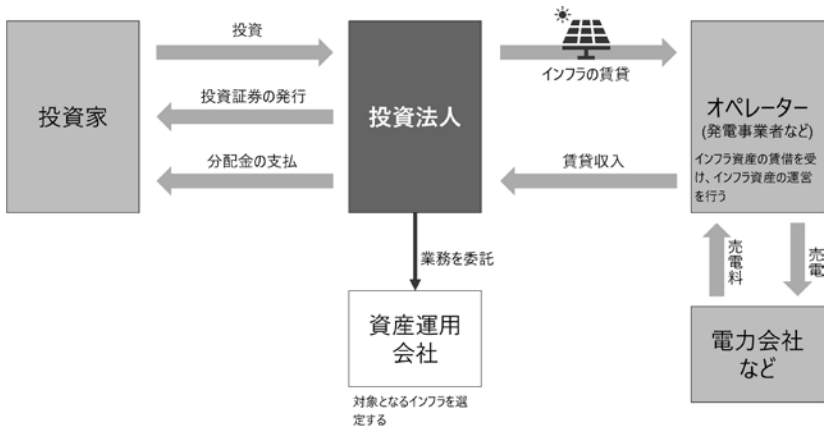 投資家
投資
投資証券の発行
分配金の支払
投資法人
インフラの賃貸
賃貸収入
オペレーター
(発電事業者など)
インフラ資産の賃借を受
け、インフラ資産の運営
を行う
業務を委託
資産運用
会社
対象となるインフラを選
定する
売電料
売電
電力会社
など